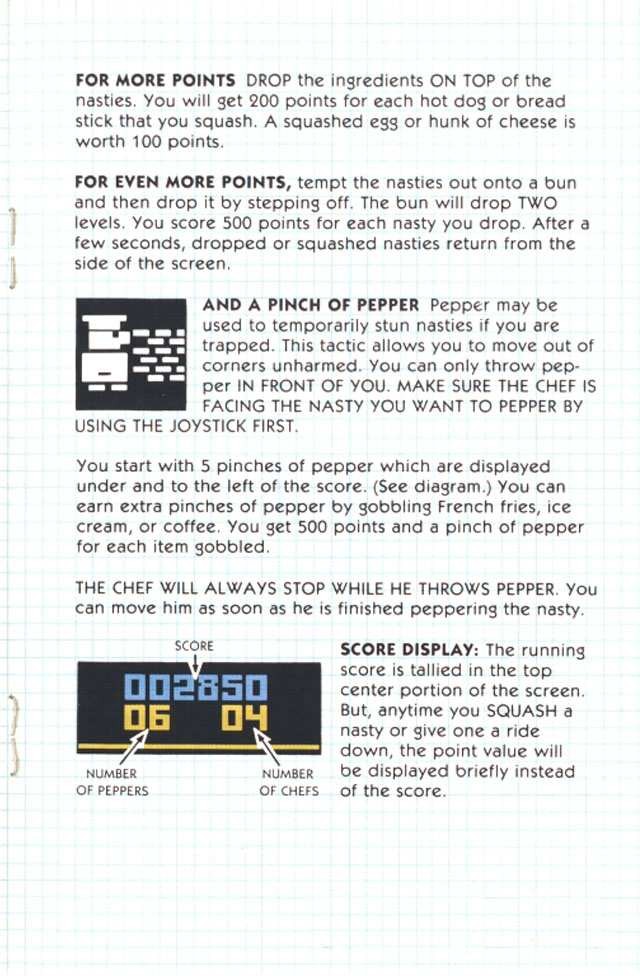 FOR MORE POINTS DROP the ingredients ON TOP of the
nasties. You will get 200 points for each hot dog or bread
stick that you squash. A squashed egg or hunk of cheese is
worth 100 points.
FOR EVEN MORE POINTS, tempt the nasties out onto a bun
and then drop it by stepping off. The bun will drop TWO
levels. You score 500 points for each nasty you drop. After a
few seconds, dropped or squashed nasties return from the
side of the screen.
AND A PINCH OF PEPPER Pepper may be
used to temporarily stun nasties if you are
trapped. This tactic allows you to move out of
corners unharmed. You can only throw pep-
per IN FRONT OF YOU. MAKE SURE THE CHEF IS
FACING THE NASTY YOU WANT TO PEPPER BY
USING THE JOYSTICK FIRST.
You start with 5 pinches of pepper which are displayed
under and to the left of the score. (See diagram.) You can
earn extra pinches of pepper by gobbling French fries, ice
cream, or coffee. You get 500 points and a pinch of pepper
for each item gobbled.
THE CHEF WILL ALWAYS STOP WHILE HE THROWS PEPPER. You
can move him as soon as he is finished peppering the nasty.
SCORE
002850
06 04
NUMBER
OF PEPPERS
NUMBER
OF CHEFS
SCORE DISPLAY: The running
score is tallied in the top
center portion of the screen.
But, anytime you SQUASH a
nasty or give one a ride
down, the point value will
be displayed briefly instead
of the score.